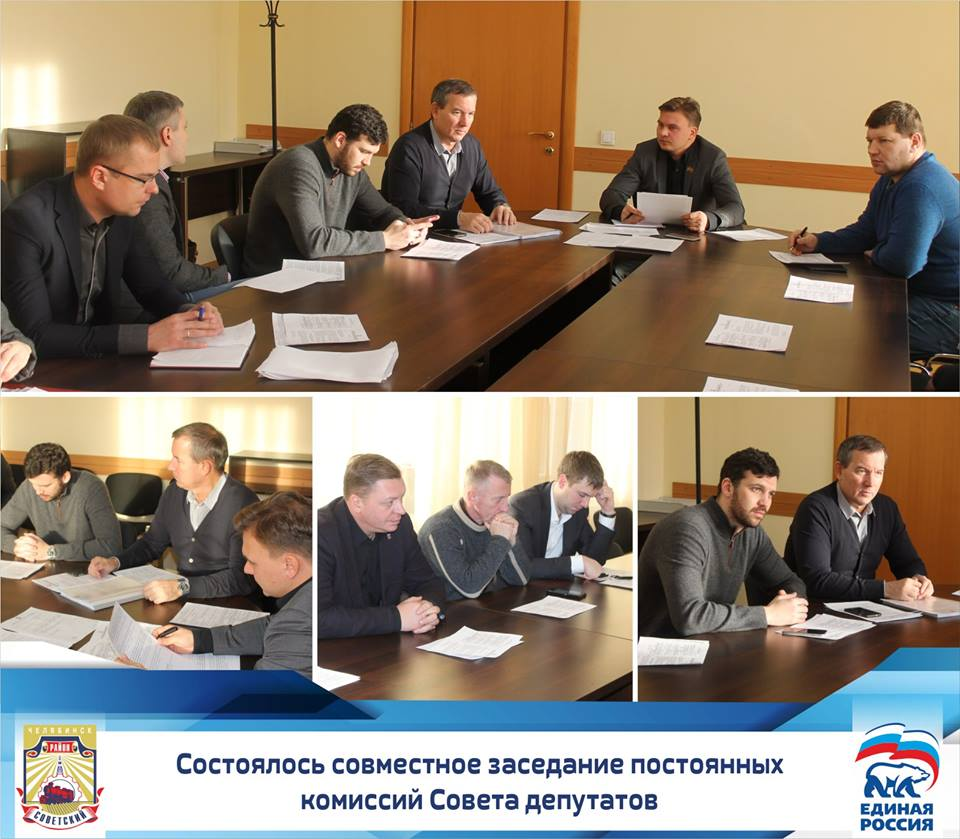 ЧЕЛЯБИНСК
РАЙОН
СОВЕТСКИЙ
Состоялось совместное заседание постоянных
комиссий Совета депутатов
ЕДИНАЯ
РОССИЯ